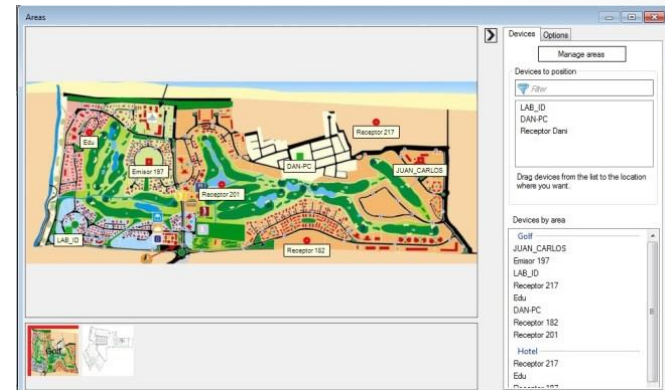 Areas
Devices
Options
Manage areas
Devices to position
Filter
LAB_ID
DAN-PC
Receptor Dani
Drag devices from the list to the location
where you want.
Devices by area
Golf
JUAN_CARLOS
Emisor 197
LAB_ID
Receptor 217
Edu
DAN-PC
Receptor 182
Receptor 201
Hotel
Receptor 217
Edu
Receptor 197
Receptor 217
Edu
DAN-PC
Emisor 197
JUAN_CARLOS
Receptor 201
LAB_ID
Receptor 182
Golf